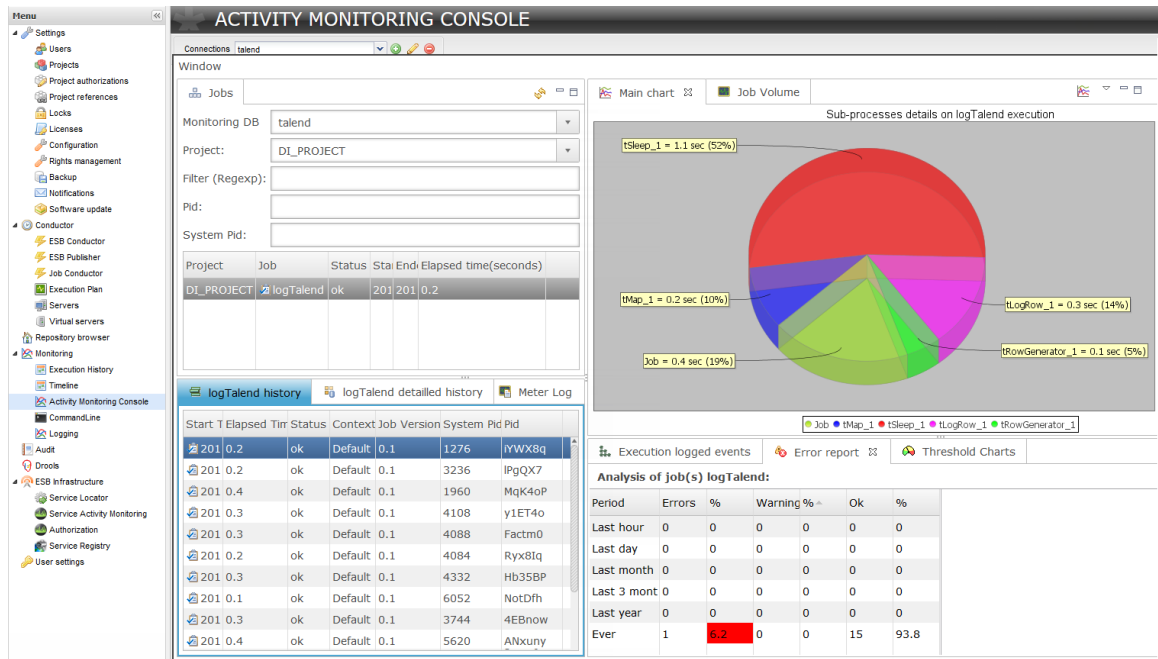 Menu
Settings
Users
Projects
Project authorizations
Project references
Locks
Licenses
Configuration
Rights management
Backup
Notifications
Software update
Conductor
ESB Conductor
ESB Publisher
Job Conductor
Execution Plan
Servers
Virtual servers
Repository browser
Monitoring
Execution History
Timeline
Activity Monitoring Console
CommandLine
Logging
Audit
Drools
ESB Infrastructure
Service Locator
Service Activity Monitoring
Authorization
Service Registry
User settings
ACTIVITY MONITORING CONSOLE
Connections talend
Window
Jobs
Monitoring DB talend
Project: DI_PROJECT
Filter (Regexp):
Pid:
System Pid:
Project Job Status Sta End Elapsed time(seconds)
DI_PROJECT logTalend ok 201 201 0.2
logTalend history logTalend detailled history Meter Log
Start T Elapsed Tim Status Context Job Version System Pid Pid
201 0.2 ok Default 0.1 1276 iYWX8q
201 0.2 ok Default 0.1 3236 lPgQX7
201 0.4 ok Default 0.1 1960 MqK4oP
201 0.3 ok Default 0.1 4108 y1ET4o
201 0.3 ok Default 0.1 4088 Factm0
201 0.2 ok Default 0.1 4084 Ryx8Iq
201 0.3 ok Default 0.1 4332 Hb35BP
201 0.1 ok Default 0.1 6052 NotDfh
201 0.3 ok Default 0.1 3744 4EBnow
201 0.4 ok Default 0.1 5620 ANxuny
Main chart Job Volume
Sub-processes details on logTalend execution
tSleep_1 = 1.1 sec (52%)
tMap_1 = 0.2 sec (10%)
tLogRow_1 = 0.3 sec (14%)
tRowGenerator_1 = 0.1 sec (5%)
Job = 0.4 sec (19%)
Job tMap_1 tSleep_1 tLogRow_1 tRowGenerator_1
Execution logged events Error report Threshold Charts
Analysis of job(s) logTalend:
Period Errors % Warning % Ok %
Last hour 0 0 0 0 0 0
Last day 0 0 0 0 0 0
Last month 0 0 0 0 0 0
Last 3 mont 0 0 0 0 0 0
Last year 0 0 0 0 0 0
Ever 1 6.2 0 0 15 93.8